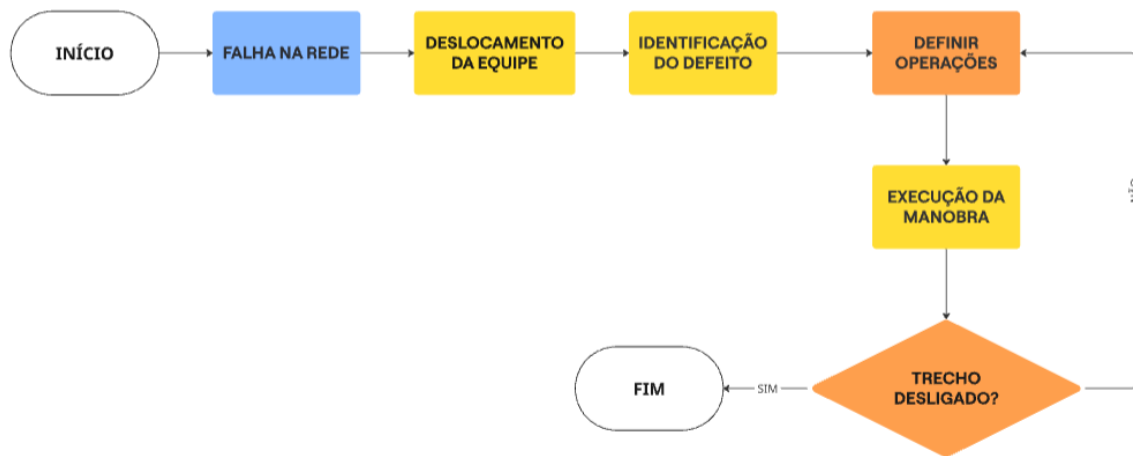 INÍCIO
FALHA NA REDE
DESLOCAMENTO
DA EQUIPE
IDENTIFICAÇÃO
DO DEFEITO
DEFINIR
OPERAÇÕES
EXECUÇÃO DA
MANOBRA
TRECHO
DESLIGADO?
SIM
FIM